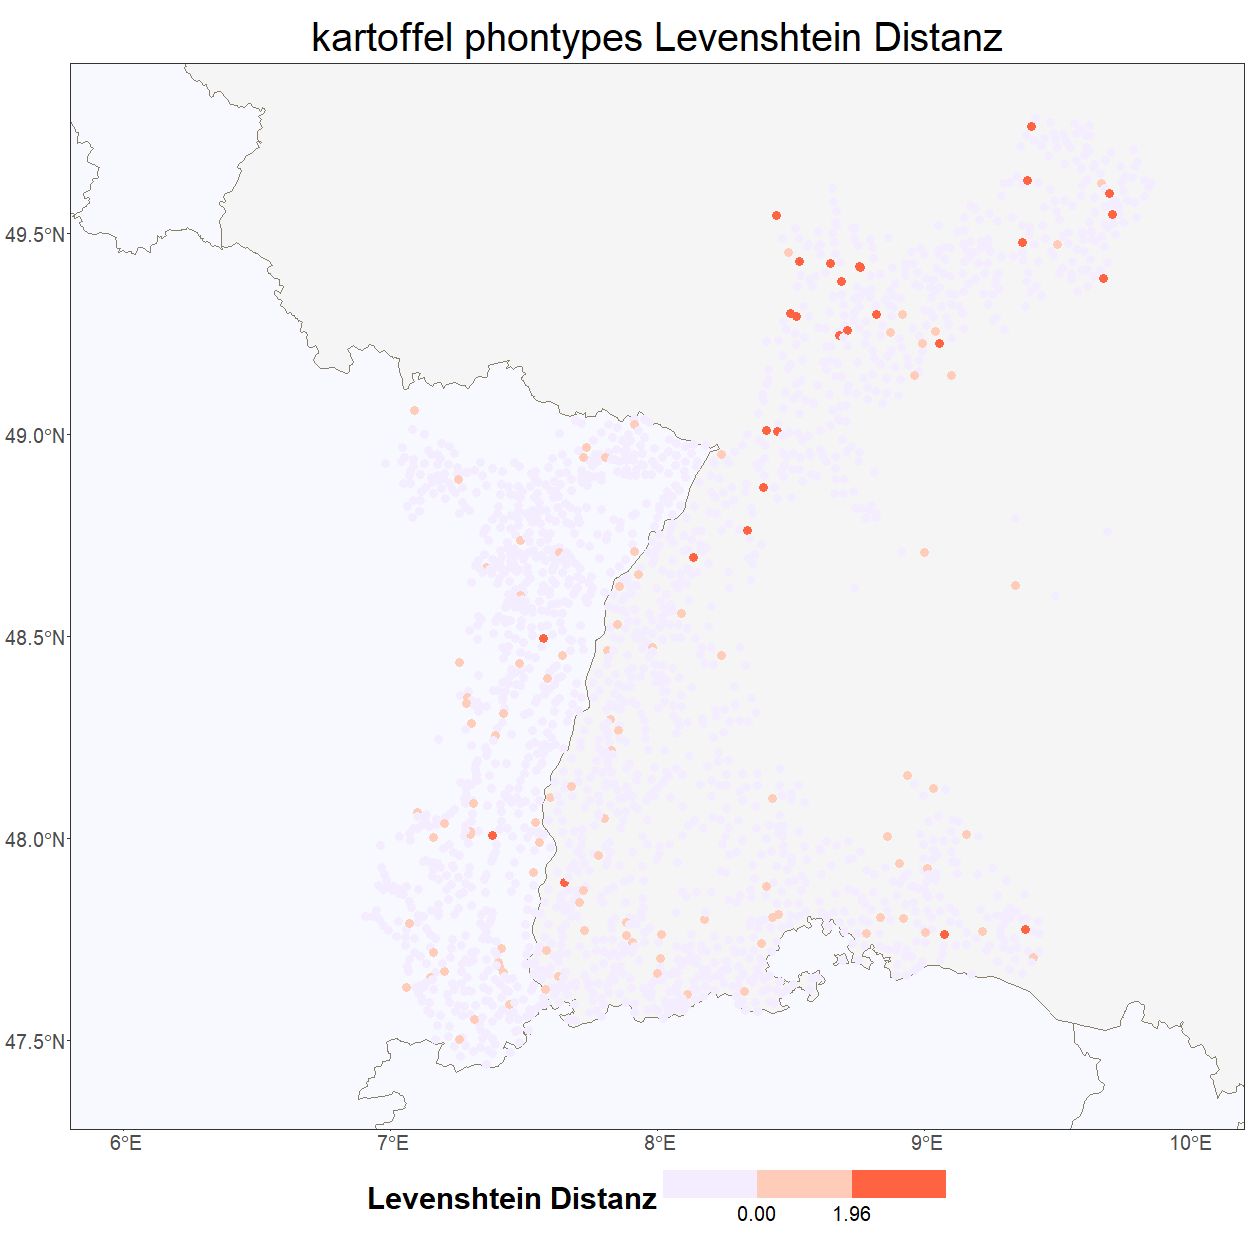 kartoffel phontypes Levenshtein Distanz
49.5°N
49.0°N
48.5°N
48.0°N
47.5°N
6°E 7°E 8°E 9°E 10°E
Levenshtein Distanz
0.00 1.96